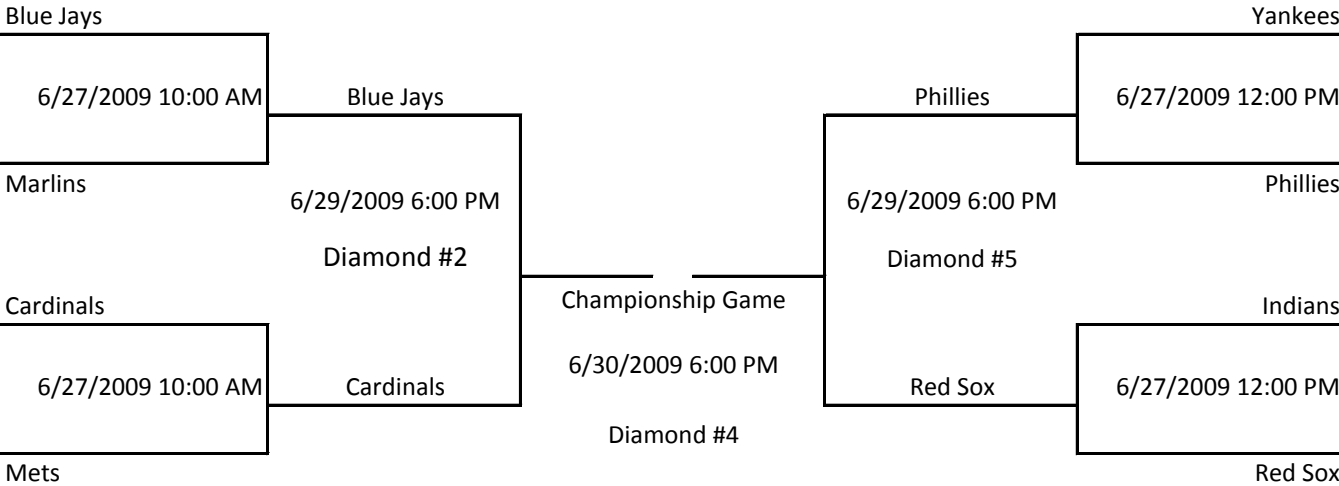 Blue Jays
Yankees
6/27/2009 10:00 AM
Blue Jays
Phillies
6/27/2009 12:00 PM
Marlins
Phillies
6/29/2009 6:00 PM
6/29/2009 6:00 PM
Diamond #2
Diamond #5
Cardinals
Championship Game
Indians
6/30/2009 6:00 PM
6/27/2009 10:00 AM
Cardinals
Red Sox
6/27/2009 12:00 PM
Diamond #4
Mets
Red Sox